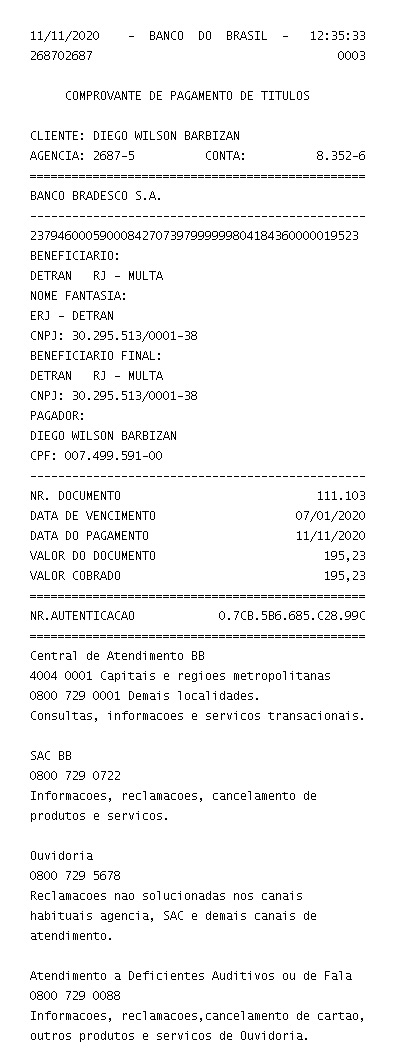 11/11/2020 - BANCO DO BRASIL - 12:35:33
268702687 0003
COMPROVANTE DE PAGAMENTO DE TITULOS
CLIENTE: DIEGO WILSON BARBIZAN
AGENCIA: 2687-5 CONTA: 8.352-6
================================================
BANCO BRADESCO S.A.
------------------------------------------------
23794600059000842707397999999804184360000019523
BENEFICIARIO:
DETRAN RJ - MULTA
NOME FANTASIA:
ERJ - DETRAN
CNPJ: 30.295.513/0001-38
BENEFICIARIO FINAL:
DETRAN RJ - MULTA
CNPJ: 30.295.513/0001-38
PAGADOR:
DIEGO WILSON BARBIZAN
CPF: 007.499.591-00
------------------------------------------------
NR. DOCUMENTO 111.103
DATA DE VENCIMENTO 07/01/2020
DATA DO PAGAMENTO 11/11/2020
VALOR DO DOCUMENTO 195,23
VALOR COBRADO 195,23
================================================
NR.AUTENTICACAO 0.7CB.5B6.685.C28.99C
================================================
Central de Atendimento BB
4004 0001 Capitais e regioes metropolitanas
0800 729 0001 Demais localidades.
Consultas, informacoes e servicos transacionais.
SAC BB
0800 729 0722
Informacoes, reclamacoes, cancelamento de
produtos e servicos.
Ouvidoria
0800 729 5678
Reclamacoes nao solucionadas nos canais
habituais agencia, SAC e demais canais de
atendimento.
Atendimento a Deficientes Auditivos ou de Fala
0800 729 0088
Informacoes, reclamacoes,cancelamento de cartao,
outros produtos e servicos de Ouvidoria.